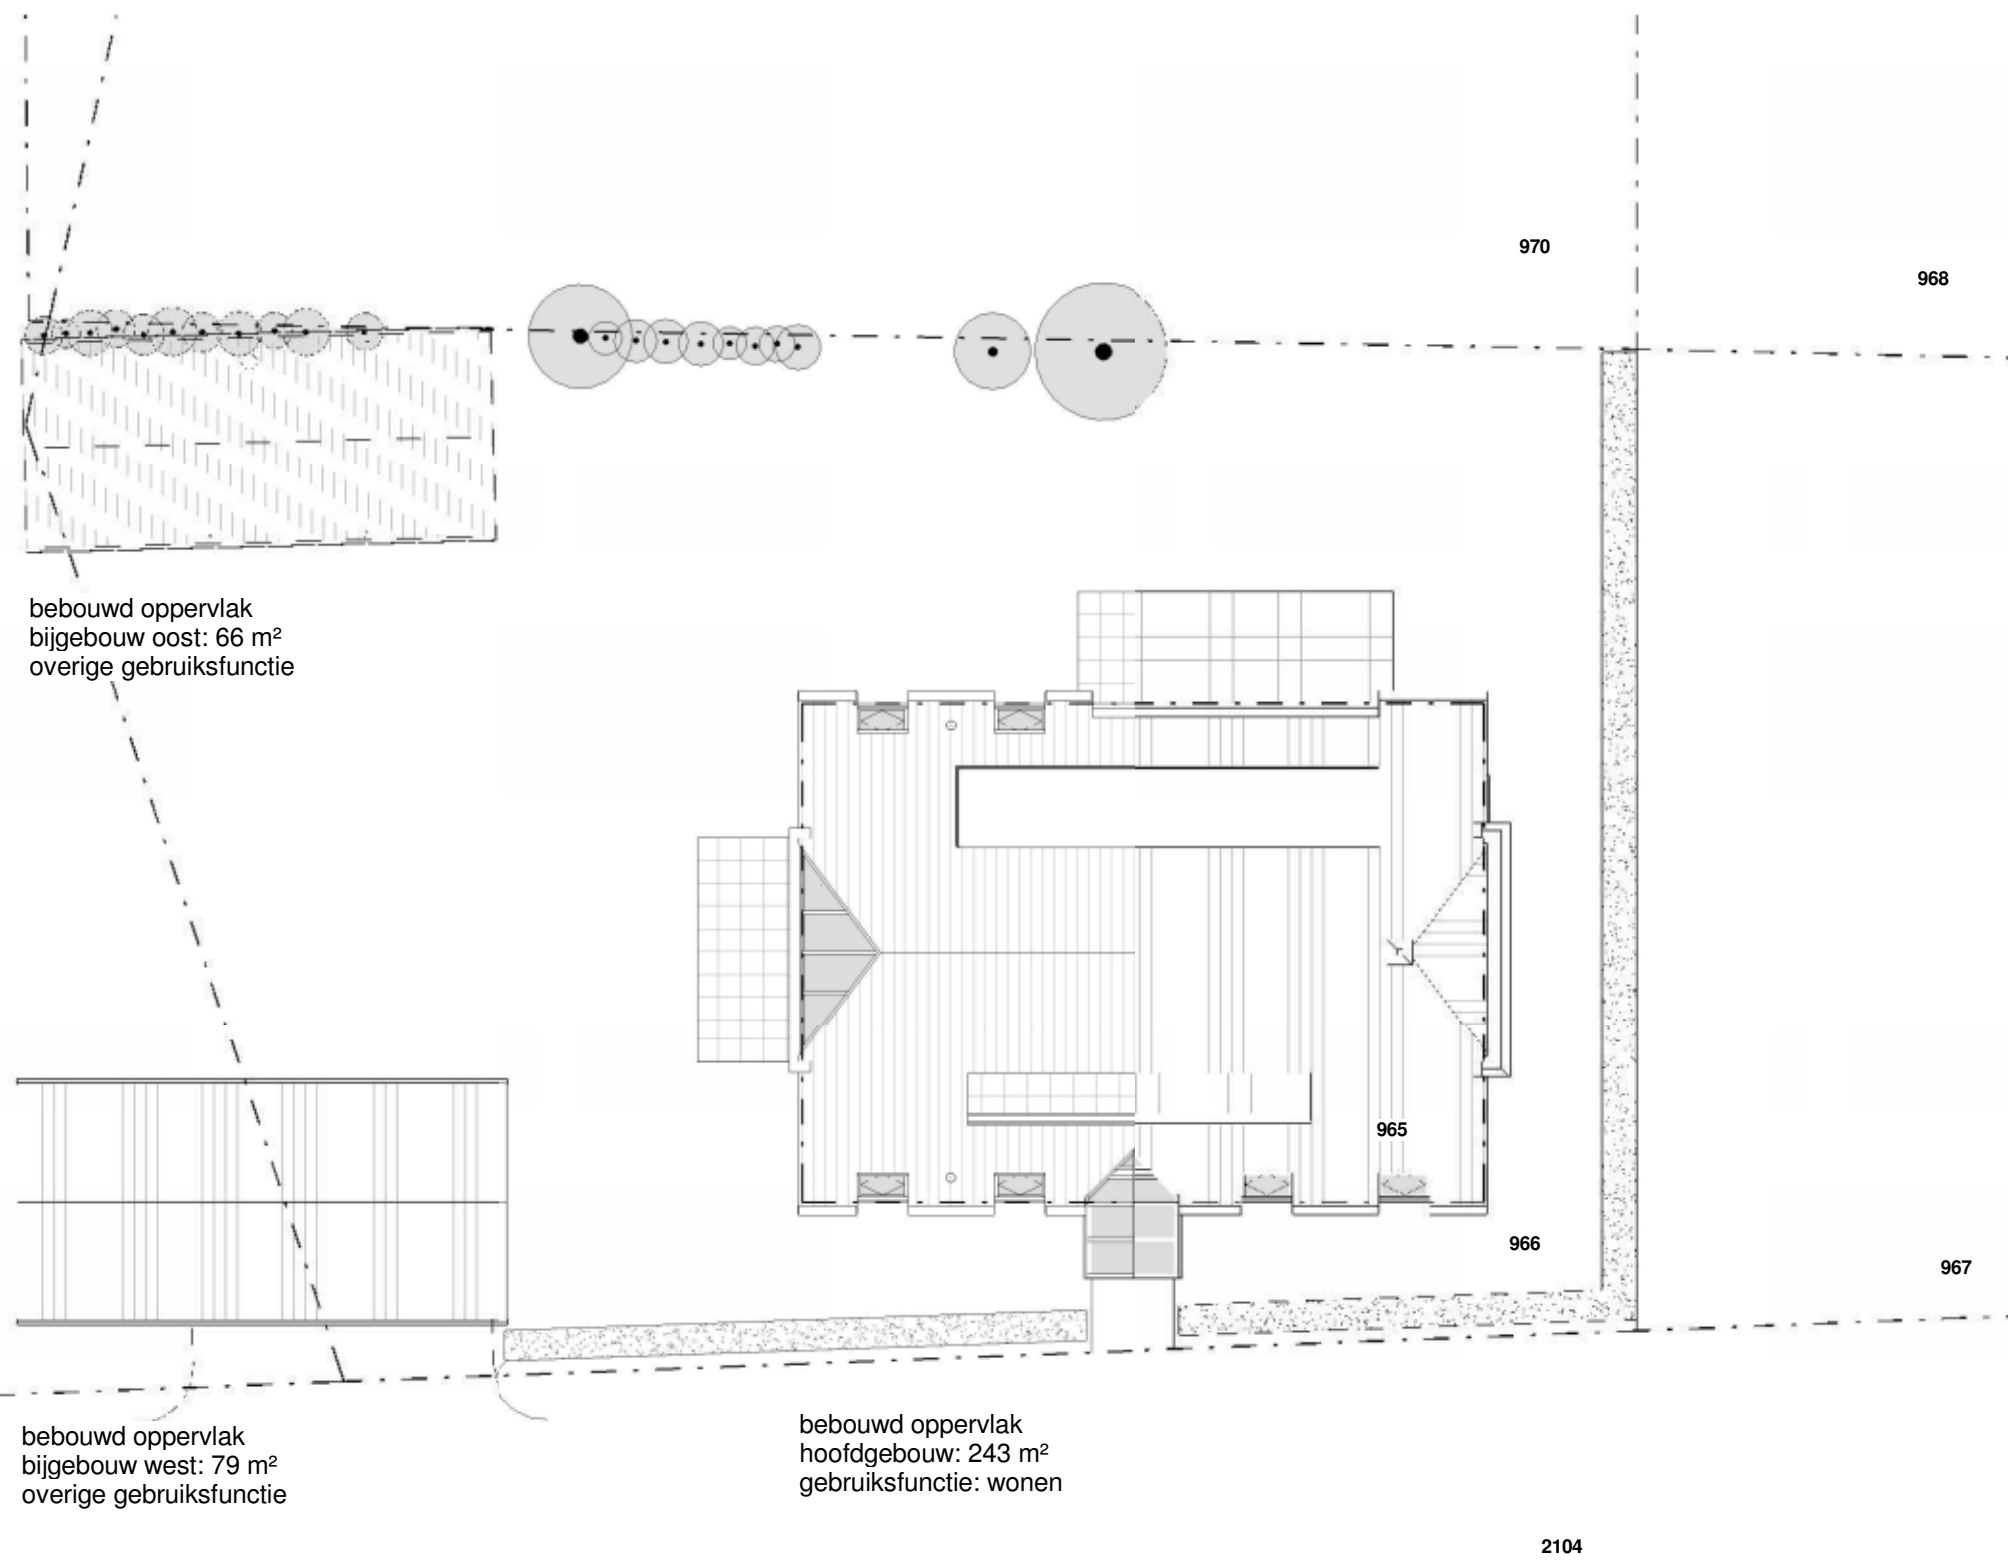 970
968
bebouwd oppervlak
bijgebouw oost: 66 m²
overige gebruiksfunctie
965
966
967
bebouwd oppervlak
bijgebouw west: 79 m²
overige gebruiksfunctie
bebouwd oppervlak
hoofdgebouw: 243 m²
gebruiksfunctie: wonen
2104